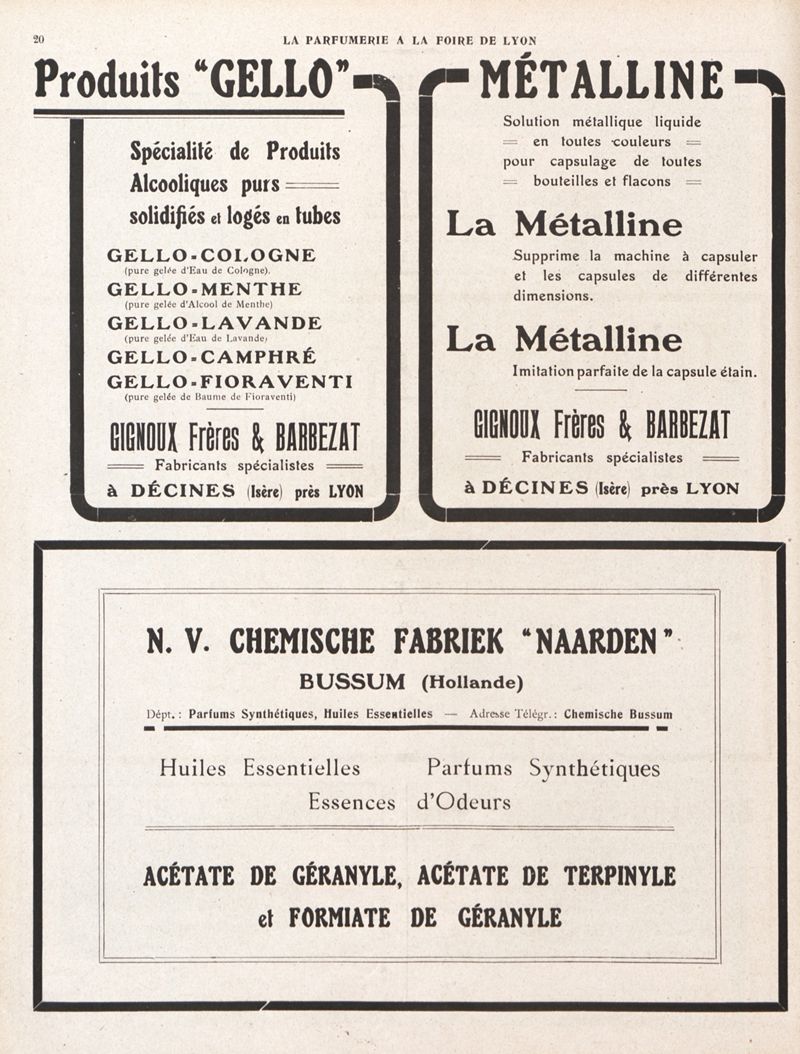 20
LA PARFUMERIE A LA FOIRE DE LYON
Produits "GELLO"
Spécialité de Produits
Alcooliques purs
solidifiés et logés en tubes
GELLO-COLOGNE
(pure gelée d'Eau de Cologne).
GELLO-MENTHE
(pure gelée d'Alcool de Menthe)
GELLO-LAVANDE
(pure gelée d'Eau de Lavande)
GELLO-CAMPHRÉ
GELLO-FIORAVENTI
(pure gelée de Baume de Fioraventi)
GIGNOUX Frères & BARBEZAT
Fabricants spécialistes
à DÉCINES (Isère) près LYON
MÉTALLINE
Solution métallique liquide
en toutes couleurs
pour capsulage de toutes
bouteilles et flacons
La Métalline
Supprime la machine à capsuler
et les capsules de différentes
dimensions.
La Métalline
Imitation parfaite de la capsule étain.
GIGNOUX Frères & BARBEZAT
Fabricants spécialistes
à DÉCINES (Isère) près LYON
N. V. CHEMISCHE FABRIEK "NAARDEN"
BUSSUM (Hollande)
Dépt. : Parfums Synthétiques, Huiles Essentielles — Adresse Télégr. : Chemische Bussum
Huiles Essentielles Parfums Synthétiques
Essences d'Odeurs
ACÉTATE DE GÉRANYLE, ACÉTATE DE TERPINYLE
et FORMIATE DE GÉRANYLE